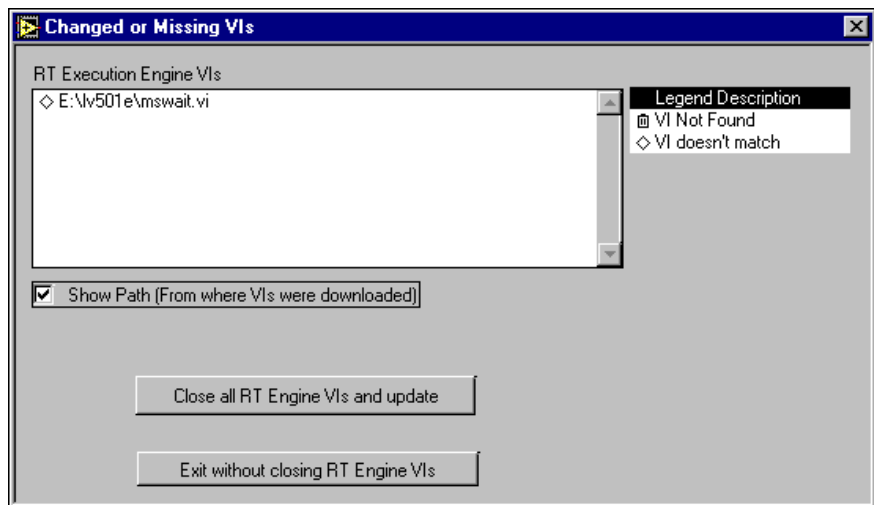 Changed or Missing VIs
RT Execution Engine VIs
E:\lv501e\mswait.vi
Legend Description
VI Not Found
VI doesn't match
Show Path (From where VIs were downloaded)
Close all RT Engine VIs and update
Exit without closing RT Engine VIs